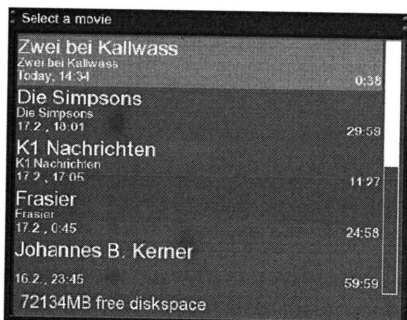 Select a movie
Zwei bei Kallwass
Zwei bei Kallwass
Today, 14:34 0:38
Die Simpsons
Die Simpsons
17.2., 18:01 29:59
K1 Nachrichten
K1 Nachrichten
17.2., 17:05 11:27
Frasier
Frasier
17.2., 0:45 24:58
Johannes B. Kerner
16.2., 23:45 59:59
72134MB free diskspace